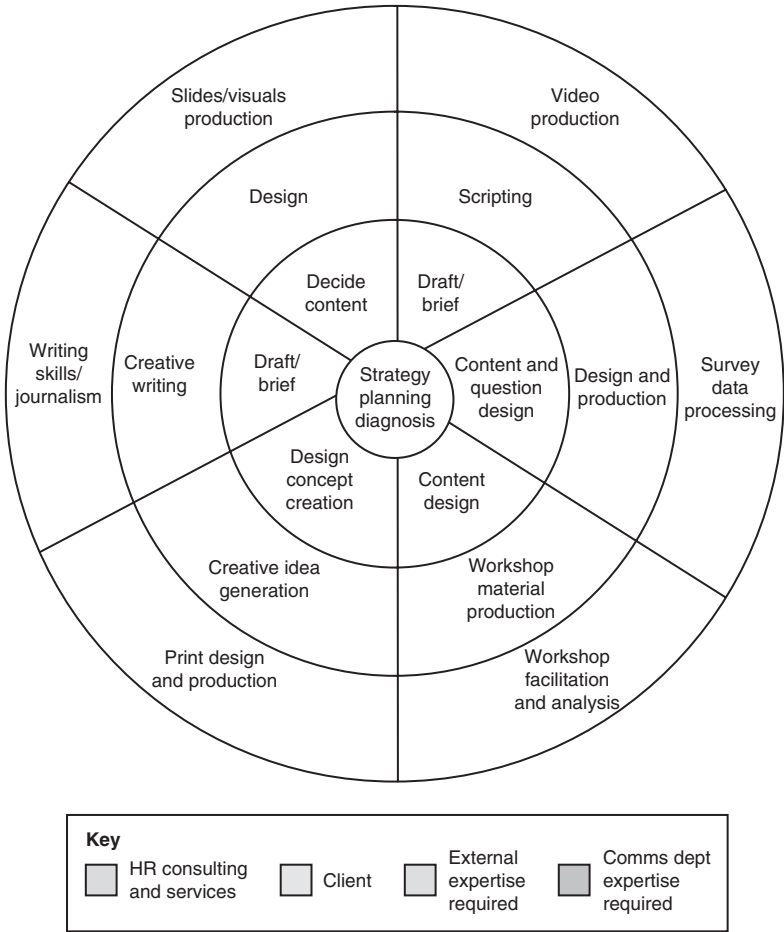 Slides/visuals
production
Video
production
Design
Scripting
Decide
content
Draft/
brief
Writing
skills/
journalism
Creative
writing
Draft/
brief
Strategy
planning
diagnosis
Content and
question
design
Design and
production
Survey
data
processing
Design
concept
creation
Content
design
Creative idea
generation
Workshop
material
production
Print design
and production
Workshop
facilitation
and analysis
Key
HR consulting
and services
Client
External
expertise
required
Comms dept
expertise
required